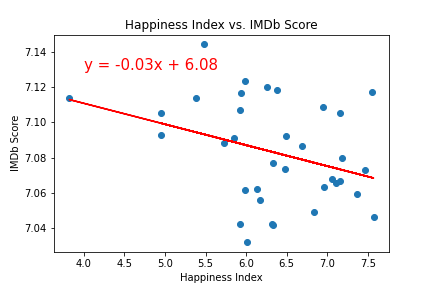 Happiness Index vs. IMDb Score
7.14
y = -0.03x + 6.08
7.12
7.10
7.08
7.06
7.04
IMDb Score
4.0 4.5 5.0 5.5 6.0 6.5 7.0 7.5
Happiness Index